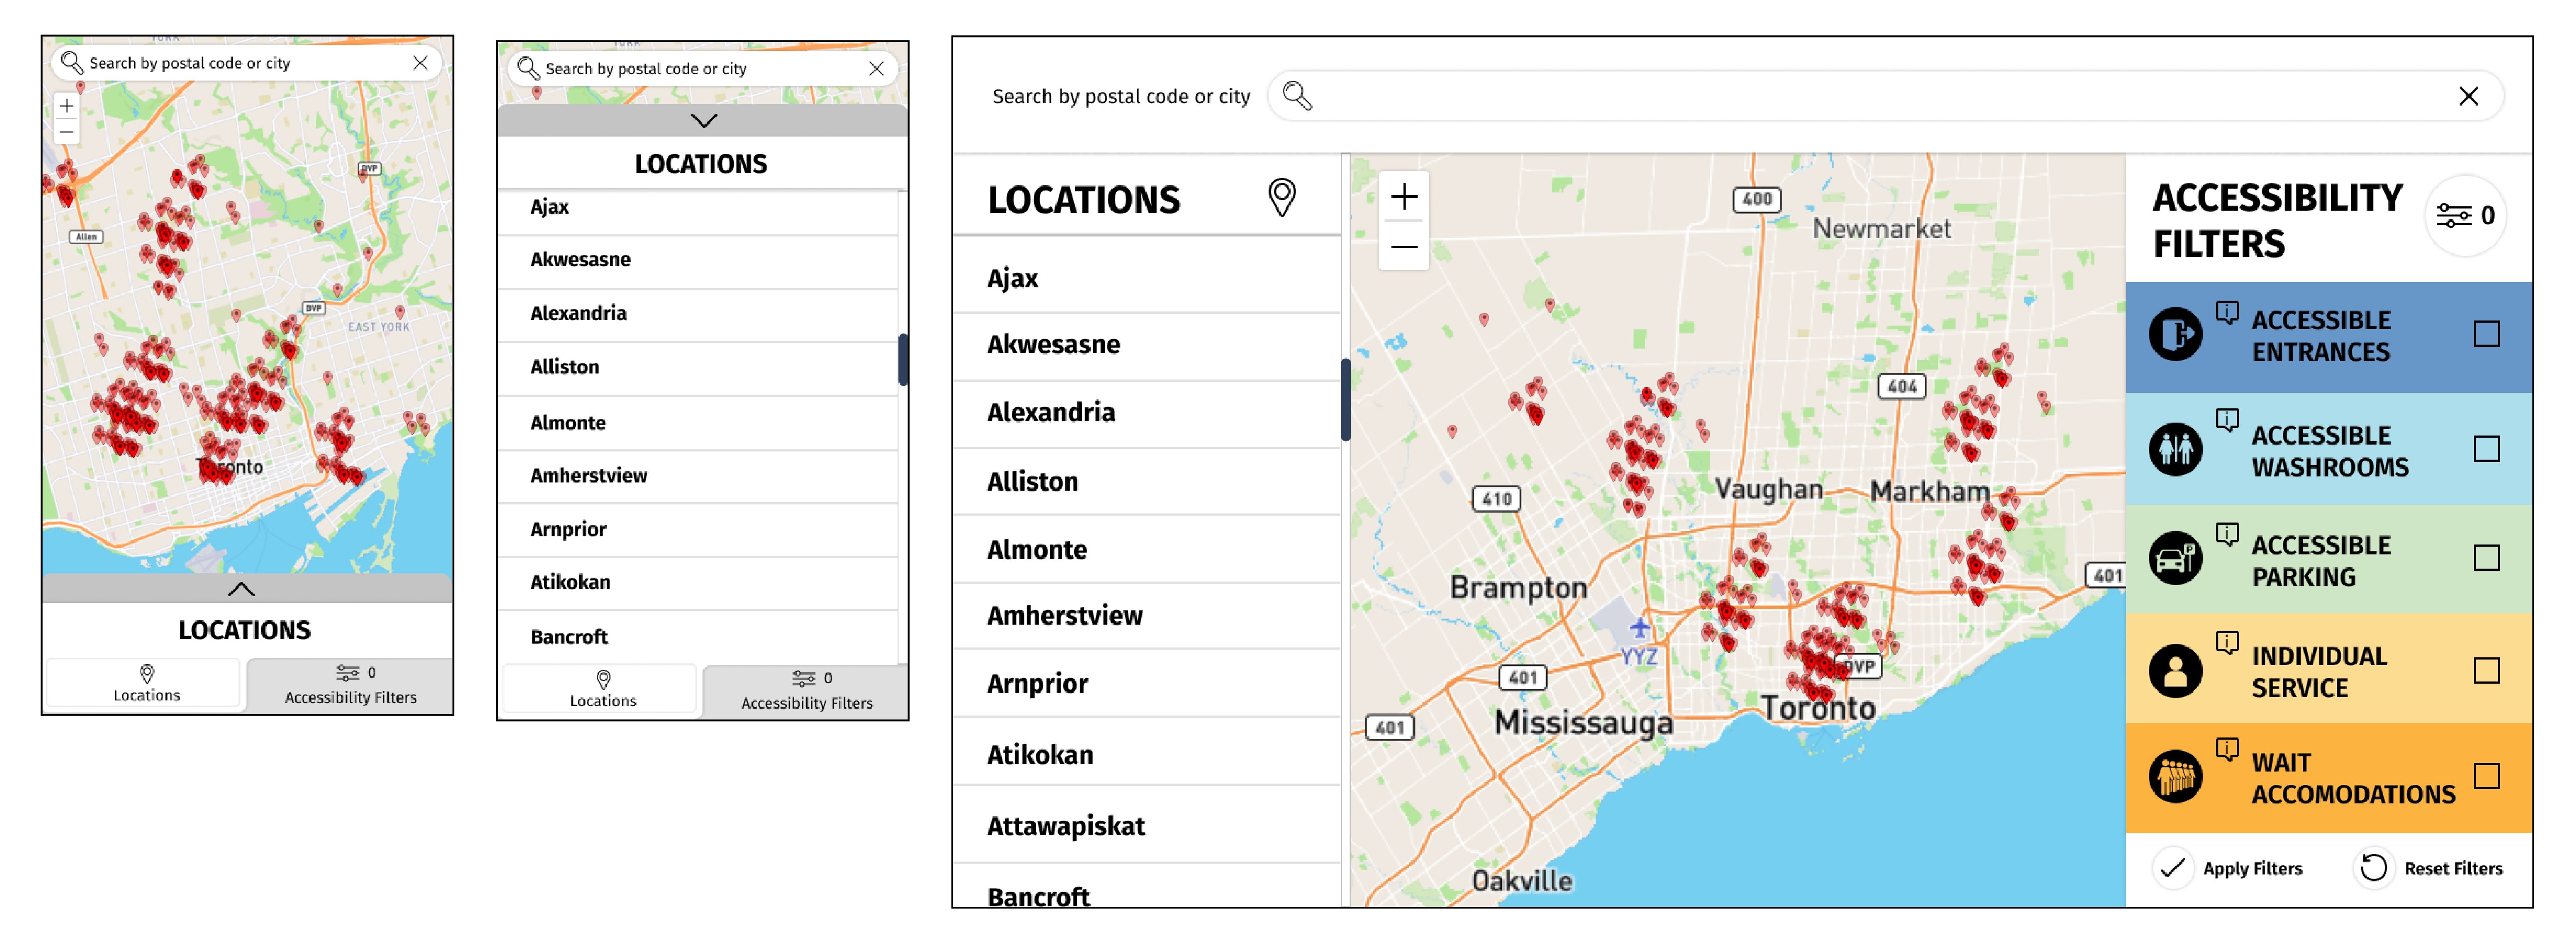 YORK
Search by postal code or city
+
−
DVP
Allen
DVP
EAST YORK
Toronto
LOCATIONS
Locations
0
Accessibility Filters
YORK
Search by postal code or city
LOCATIONS
Ajax
Akwesasne
Alexandria
Alliston
Almonte
Amherstview
Arnprior
Atikokan
Bancroft
Locations
0
Accessibility Filters
Search by postal code or city
LOCATIONS
Ajax
Akwesasne
Alexandria
Alliston
Almonte
Amherstview
Arnprior
Atikokan
Attawapiskat
Bancroft
+
−
400
Newmarket
404
410
Vaughan
Markham
401
Brampton
YYZ
401
DVP
Toronto
401
Mississauga
Oakville
ACCESSIBILITY
FILTERS
0
ACCESSIBLE
ENTRANCES
ACCESSIBLE
WASHROOMS
P
ACCESSIBLE
PARKING
INDIVIDUAL
SERVICE
WAIT
ACCOMODATIONS
Apply Filters
Reset Filters